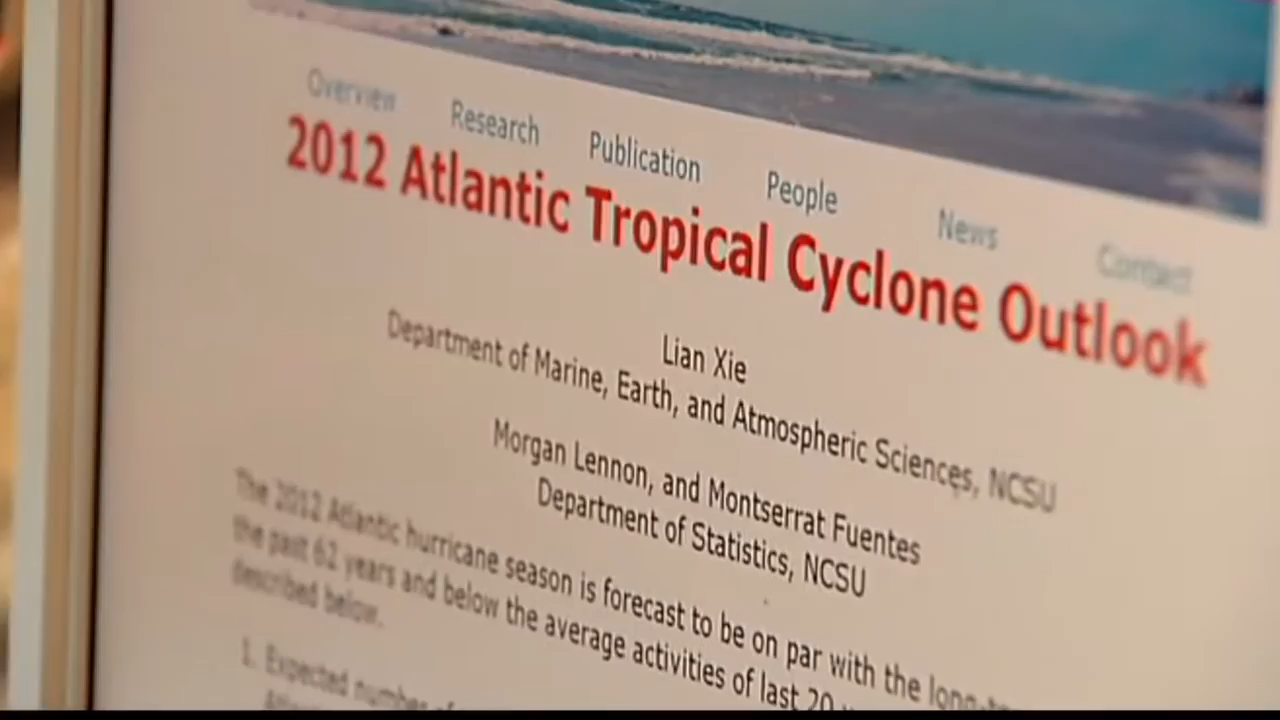 Overview Research Publication People News Contact
2012 Atlantic Tropical Cyclone Outlook
Lian Xie
Department of Marine, Earth, and Atmospheric Sciences, NCSU
Morgan Lennon, and Montserrat Fuentes
Department of Statistics, NCSU
The 2012 Atlantic hurricane season is forecast to be on par with the
the past 62 years and below the average activities of last 20
described below.
1. Expected number of